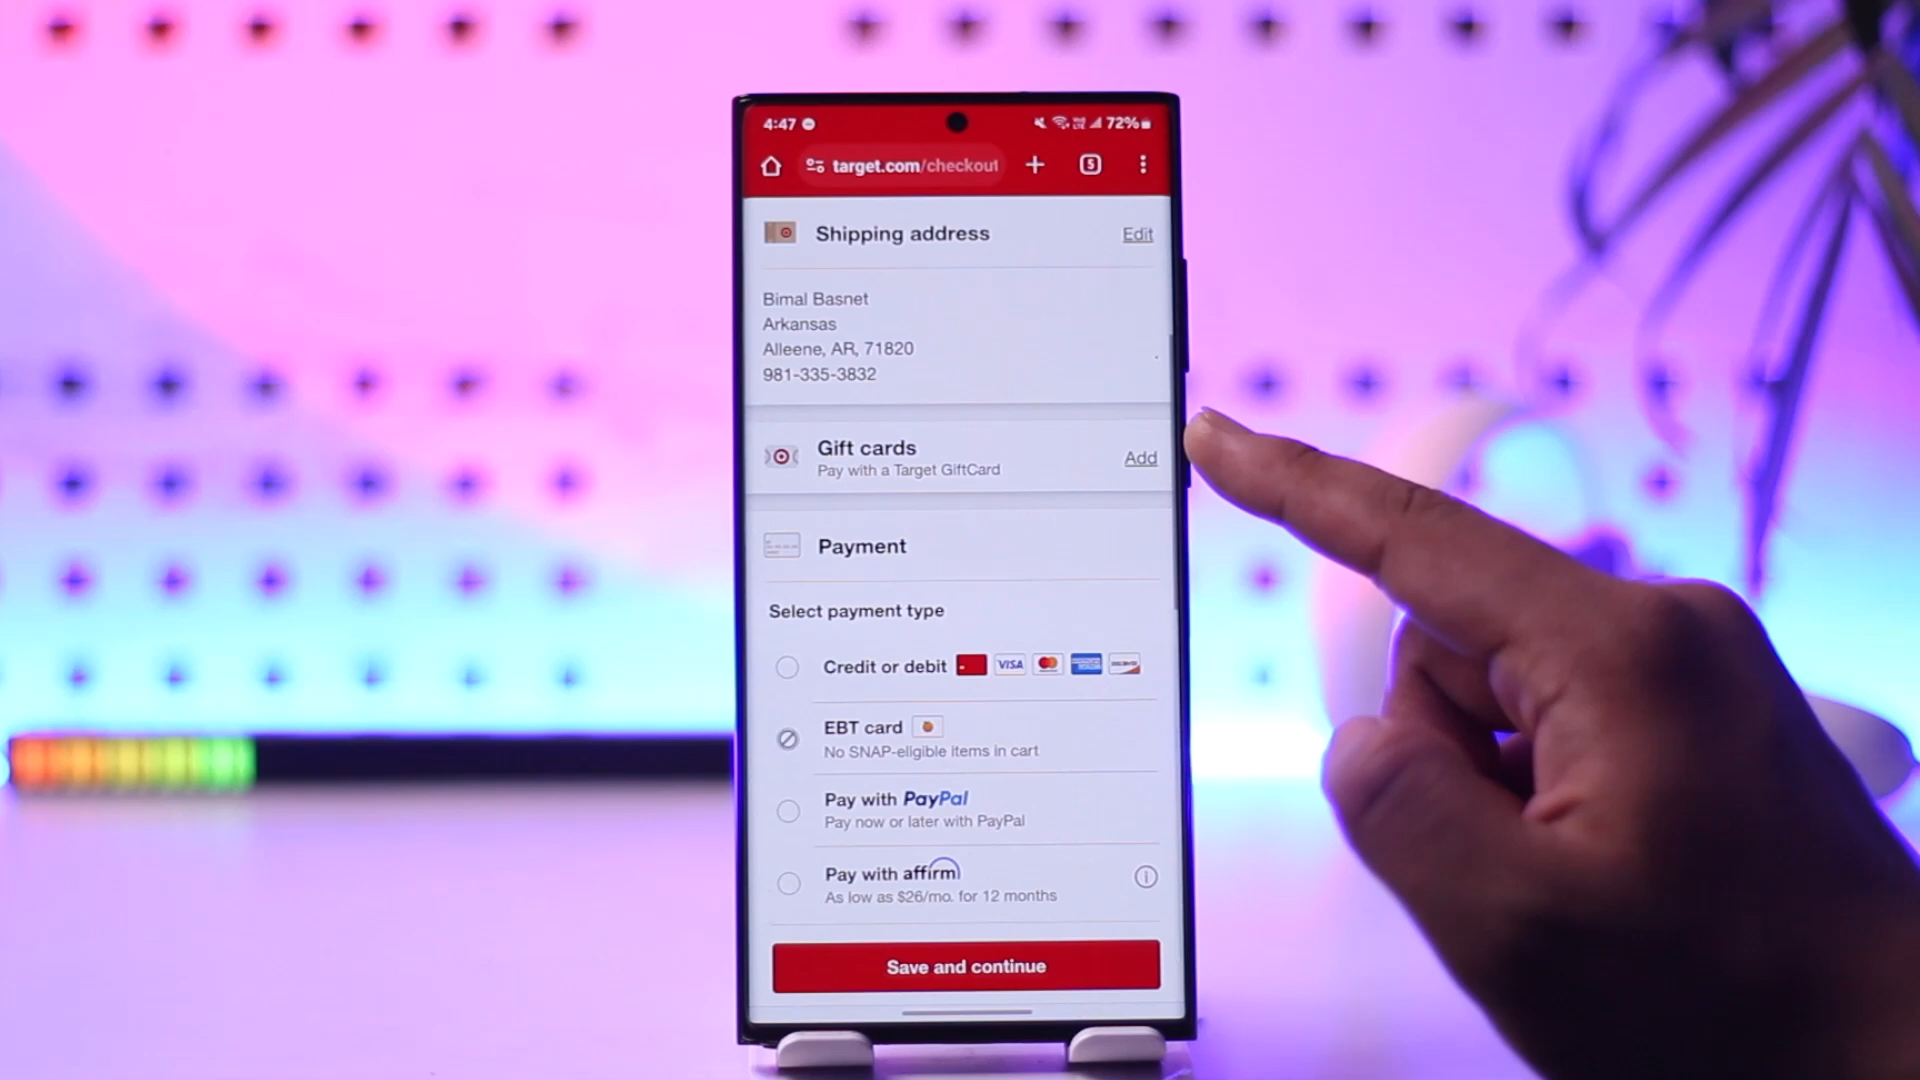 4:47
72%
target.com/checkout
5
Shipping address
Edit
Bimal Basnet
Arkansas
Alleene, AR, 71820
981-335-3832
Gift cards
Pay with a Target GiftCard
Add
Payment
Select payment type
Credit or debit
VISA
EBT card
No SNAP-eligible items in cart
Pay with PayPal
Pay now or later with PayPal
Pay with affirm
As low as $26/mo. for 12 months
Save and continue